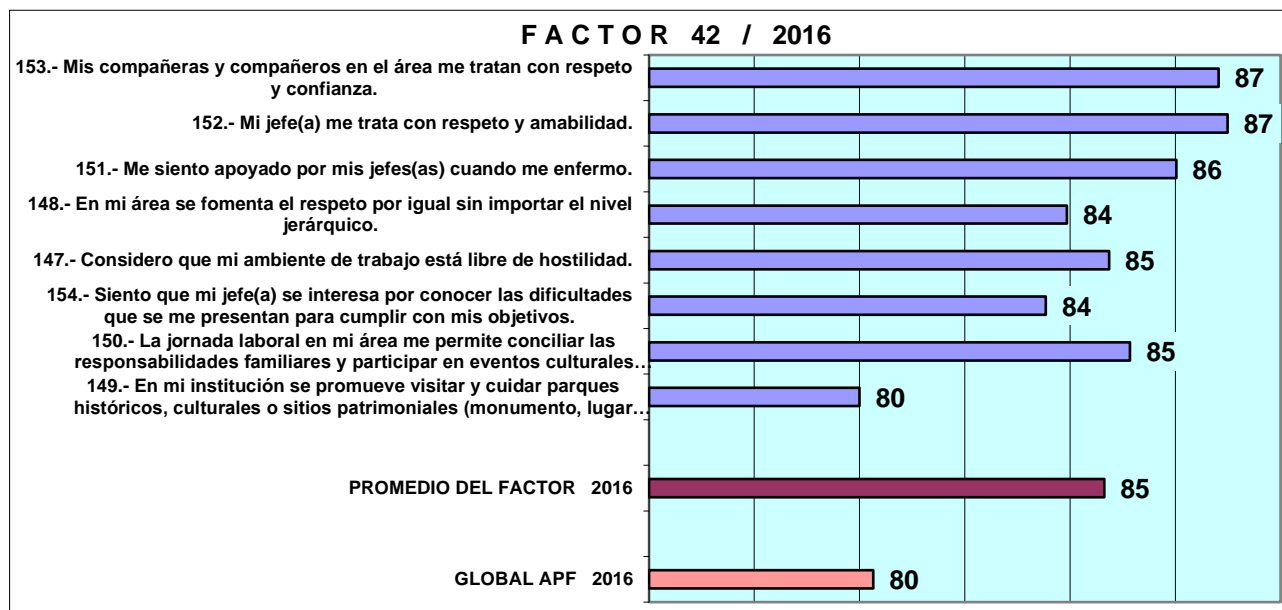 FACTOR 42 / 2016
153.- Mis compañeras y compañeros en el área me tratan con respeto
y confianza.
87
152.- Mi jefe(a) me trata con respeto y amabilidad.
87
151.- Me siento apoyado por mis jefes(as) cuando me enfermo.
86
148.- En mi área se fomenta el respeto por igual sin importar el nivel
jerárquico.
84
147.- Considero que mi ambiente de trabajo está libre de hostilidad.
85
154.- Siento que mi jefe(a) se interesa por conocer las dificultades
que se me presentan para cumplir con mis objetivos.
84
150.- La jornada laboral en mi área me permite conciliar las
responsabilidades familiares y participar en eventos culturales…
85
149.- En mi institución se promueve visitar y cuidar parques
históricos, culturales o sitios patrimoniales (monumento, lugar…
80
PROMEDIO DEL FACTOR 2016
85
GLOBAL APF 2016
80